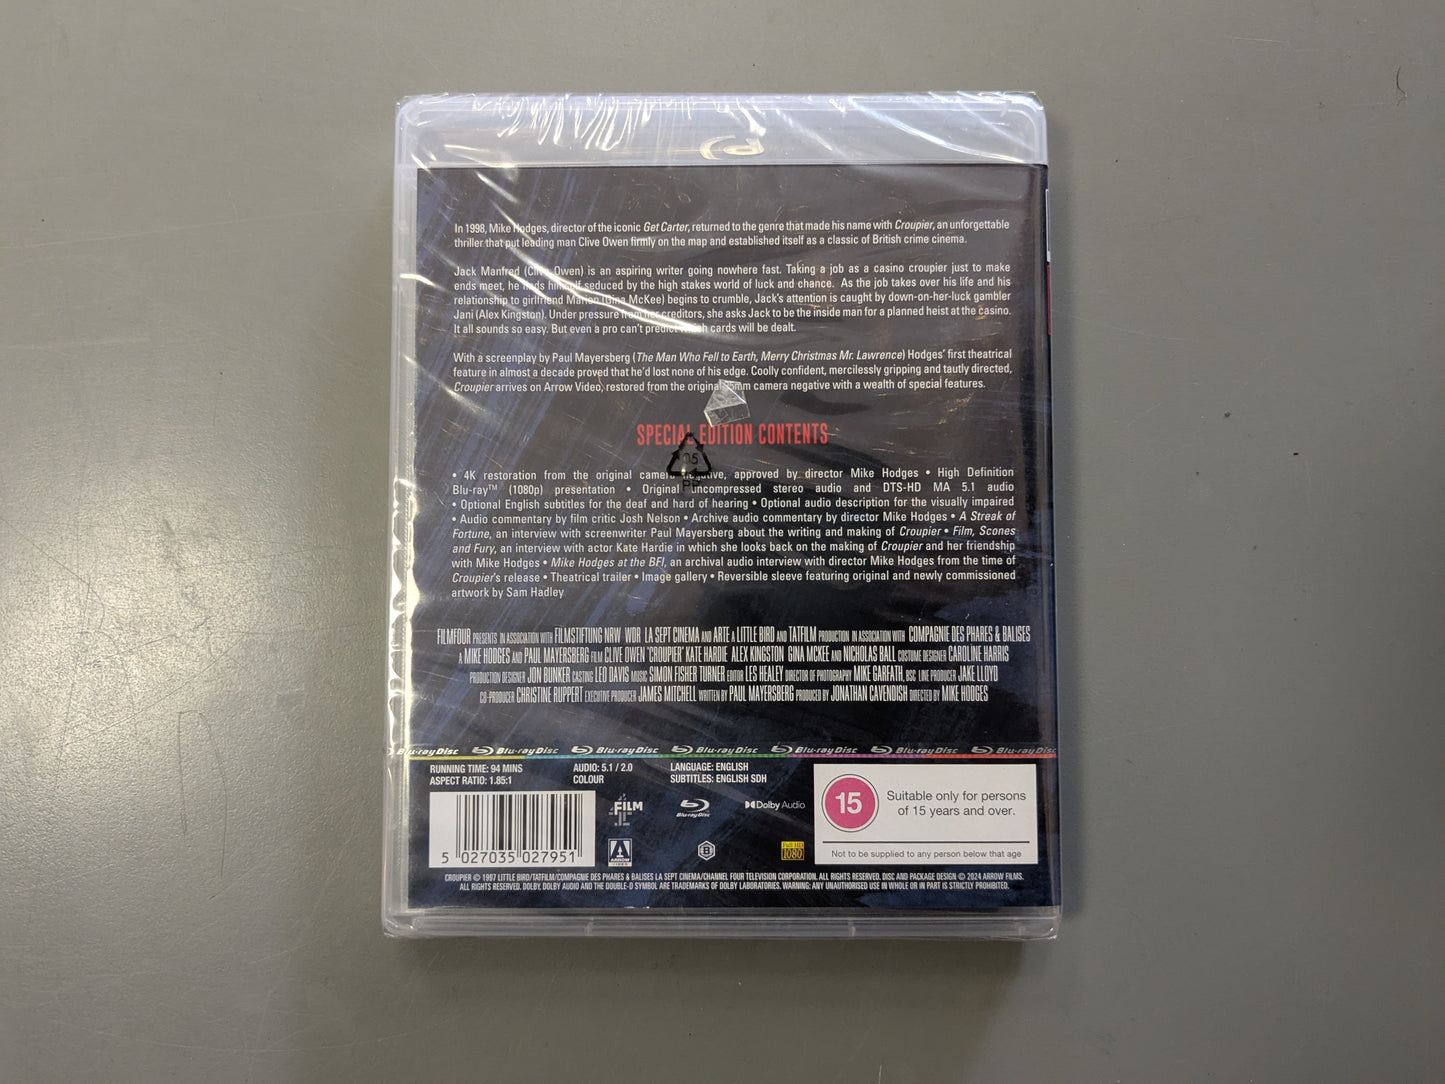 In 1998, Mike Hodges, director of the iconic Get Carter, returned to the genre that made his name with Croupier, an unforgettable
thriller that put leading man Clive Owen firmly on the map and established itself as a classic of British crime cinema.
Jack Manfred (Clive Owen) is an aspiring writer going nowhere fast. Taking a job as a casino croupier just to make
ends meet, he finds himself seduced by the high stakes world of luck and chance. As the job takes over his life and his
relationship to girlfriend Marion (Gina McKee) begins to crumble, Jack's attention is caught by down-on-her-luck gambler
Jani (Alex Kingston). Under pressure from her creditors, she asks Jack to be the inside man for a planned heist at the casino.
It all sounds so easy. But even a pro can't predict which cards will be dealt.
With a screenplay by Paul Mayersberg (The Man Who Fell to Earth, Merry Christmas Mr. Lawrence) Hodges' first theatrical
feature in almost a decade proved that he'd lost none of his edge. Coolly confident, mercilessly gripping and tautly directed,
Croupier arrives on Arrow Video, restored from the original 35mm camera negative with a wealth of special features.
SPECIAL EDITION CONTENTS
05
• 4K restoration from the original camera negative, approved by director Mike Hodges • High Definition
Blu-ray™ (1080p) presentation • Original uncompressed stereo audio and DTS-HD MA 5.1 audio
• Optional English subtitles for the deaf and hard of hearing • Optional audio description for the visually impaired
• Audio commentary by film critic Josh Nelson • Archive audio commentary by director Mike Hodges • A Streak of
Fortune, an interview with screenwriter Paul Mayersberg about the writing and making of Croupier • Film, Scones
and Fury, an interview with actor Kate Hardie in which she looks back on the making of Croupier and her friendship
with Mike Hodges • Mike Hodges at the BFI, an archival audio interview with director Mike Hodges from the time of
Croupier's release • Theatrical trailer • Image gallery • Reversible sleeve featuring original and newly commissioned
artwork by Sam Hadley
FILMFOUR PRESENTS IN ASSOCIATION WITH FILMSTIFTUNG NRW WDR LA SEPT CINEMA AND ARTE A LITTLE BIRD AND TATFILM PRODUCTION IN ASSOCIATION WITH COMPAGNIE DES PHARES & BALISES
A MIKE HODGES AND PAUL MAYERSBERG FILM CLIVE OWEN 'CROUPIER' KATE HARDIE ALEX KINGSTON GINA MCKEE AND NICHOLAS BALL COSTUME DESIGNER CAROLINE HARRIS
PRODUCTION DESIGNER JON BUNKER CASTING LEO DAVIS MUSIC SIMON FISHER TURNER EDITOR LES HEALEY DIRECTOR OF PHOTOGRAPHY MIKE GARFATH, BSC LINE PRODUCER JAKE LLOYD
CO-PRODUCER CHRISTINE RUPPERT EXECUTIVE PRODUCER JAMES MITCHELL WRITTEN BY PAUL MAYERSBERG PRODUCED BY JONATHAN CAVENDISH DIRECTED BY MIKE HODGES
Blu-ray Disc Blu-ray Disc Blu-ray Disc Blu-ray Disc Blu-ray Disc Blu-ray Disc Blu-ray Disc
RUNNING TIME: 94 MINS AUDIO: 5.1 / 2.0 LANGUAGE: ENGLISH
ASPECT RATIO: 1.85:1 COLOUR SUBTITLES: ENGLISH SDH
FILM
Blu-ray Disc
Dolby Audio
15
Suitable only for persons
of 15 years and over.
Not to be supplied to any person below that age
5 027035 027951
ARROW
VIDEO
B
Full HD
1080
CROUPIER © 1997 LITTLE BIRD/TATFILM/COMPAGNIE DES PHARES & BALISES LA SEPT CINEMA/CHANNEL FOUR TELEVISION CORPORATION. ALL RIGHTS RESERVED. DISC AND PACKAGE DESIGN © 2024 ARROW FILMS.
ALL RIGHTS RESERVED. DOLBY, DOLBY AUDIO AND THE DOUBLE-D SYMBOL ARE TRADEMARKS OF DOLBY LABORATORIES. WARNING: ANY UNAUTHORISED USE IN WHOLE OR IN PART IS STRICTLY PROHIBITED.